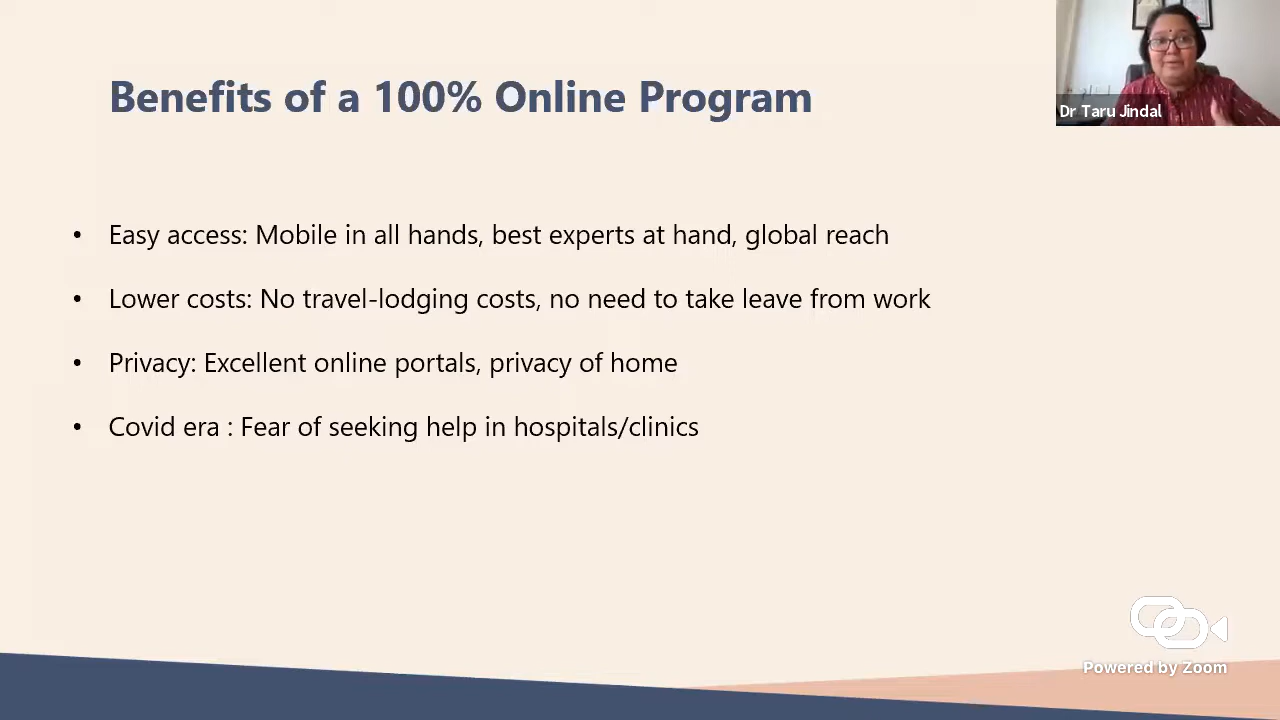 Benefits of a 100% Online Program
Dr Taru Jindal
• Easy access: Mobile in all hands, best experts at hand, global reach
• Lower costs: No travel-lodging costs, no need to take leave from work
• Privacy: Excellent online portals, privacy of home
• Covid era : Fear of seeking help in hospitals/clinics
Powered by Zoom